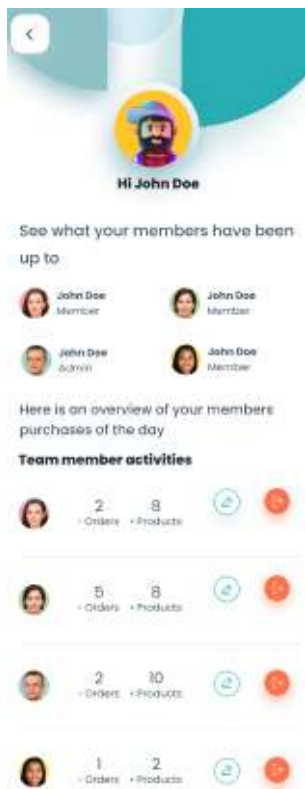 Hi John Doe
See what your members have been
up to
John Doe
Member
John Doe
Member
John Doe
Admin
John Doe
Member
Here is an overview of your members
purchases of the day
Team member activities
2 8
• Orders • Products
5 8
• Orders • Products
2 10
• Orders • Products
1 2
• Orders • Products